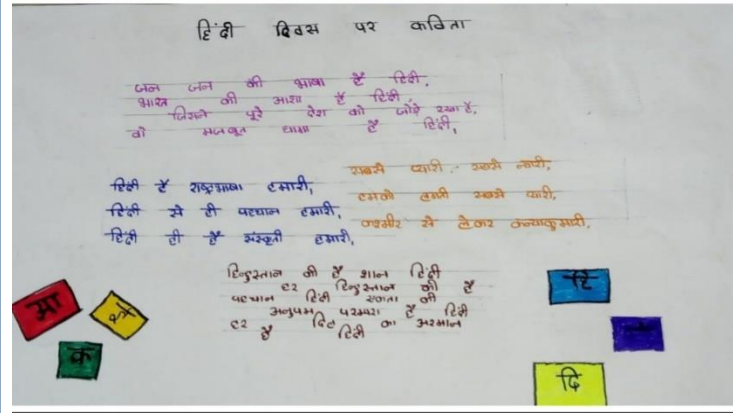 हिंदी दिवस पर कविता
जन जन की भाषा है हिंदी,
भारत की आशा है हिंदी,
जिसने पूरे देश को जोड़े रखा है,
वो मजबूत धागा है हिंदी,
हिंदी है राष्ट्रभाषा हमारी,
हिंदी से ही पहचान हमारी,
हिंदी ही है संस्कृती हमारी,
सबसे प्यारी, सबसे न्यारी,
हमको लगती सबसे प्यारी,
कश्मीर से लेकर कन्याकुमारी,
हिन्दुस्तान की है शान हिंदी
हर हिन्दुस्तान की है
पहचान हिंदी एकता की
अनुपम परम्परा है हिंदी
हर दिल का अरमान
है हिंदी
मा
क
हि
दि